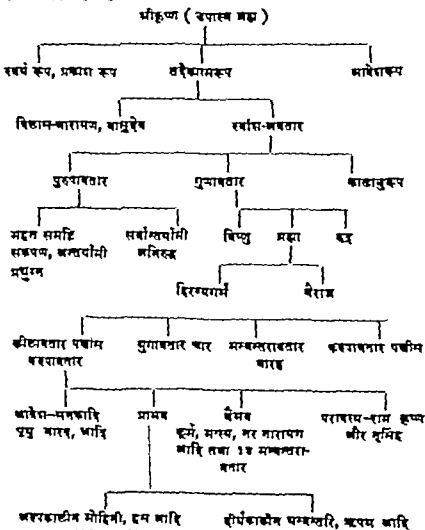 श्रीकृष्ण ( उपास्य ब्रह्म )
स्वयं रूप, प्रकाश रूप तदेकात्मरूप आवेशरूप
विलास-नारायण, वासुदेव स्वांश-अवतार
पुरुषावतार गुणावतार
महत समष्टि सर्वान्तर्यामी विष्णु ब्रह्मा रुद्र
संकर्षण, अन्तर्यामी अनिरुद्ध
प्रद्युम्न
हिरण्यगर्भ वैराज
लीलावतार पच्चीस युगावतार चार मन्वन्तरावतार कल्पावतार पच्चीस
कल्पावतार
आवेश-सनकादि प्राभव वैभव परावस्थ-राम कृष्ण
पृथु नारद, आदि कूर्म, मत्स्य, नर नारायण और नृसिंह
आदि तथा १४ मन्वन्तरा-
वतार
अल्पकालीन मोहिनी, हंस आदि दीर्घकालीन धन्वन्तरि, ऋषभ आदि